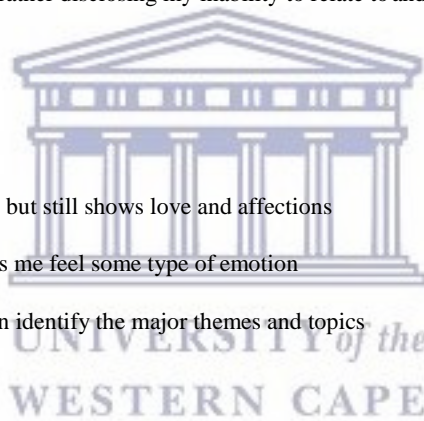 rather disclosing my inability to relate to and
but still shows love and affections
s me feel some type of emotion
n identify the major themes and topics
UNIVERSITY of the
WESTERN CAPE